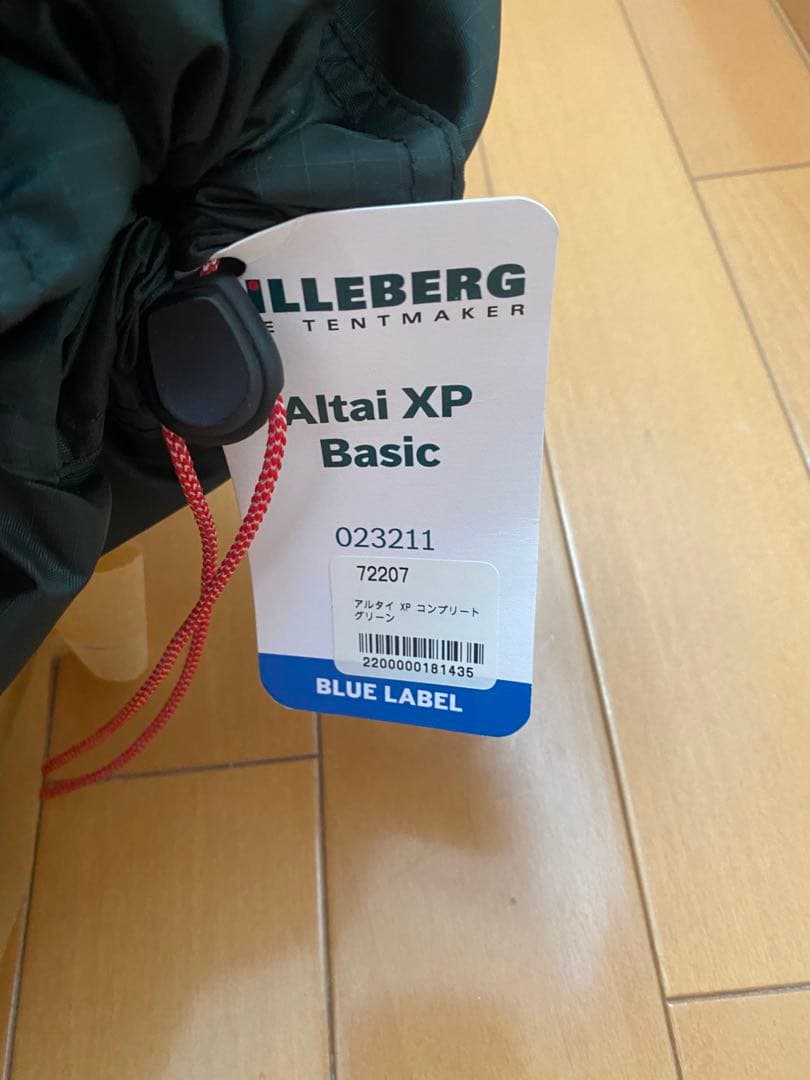 ILLEBERG
E TENTMAKER
Altai XP
Basic
023211
72207
アルタイ XP コンプリート
グリーン
2200000181435
BLUE LABEL